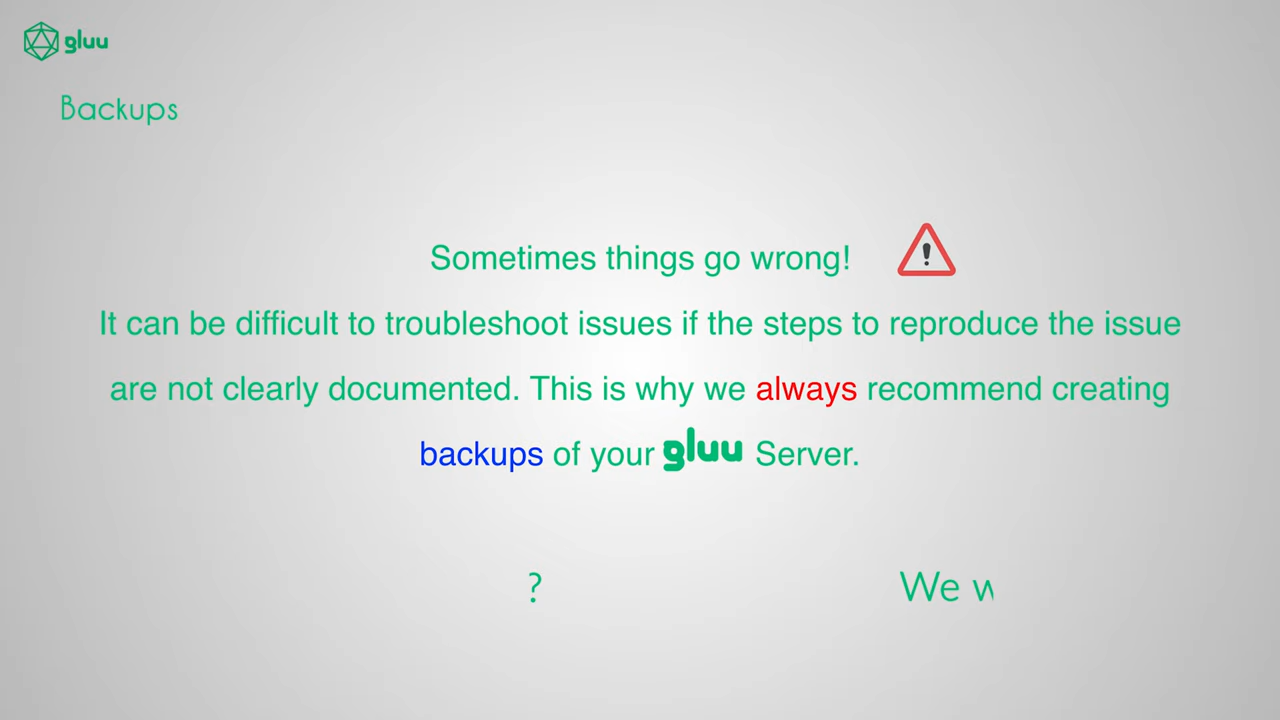 gluu
Backups
Sometimes things go wrong!
It can be difficult to troubleshoot issues if the steps to reproduce the issue
are not clearly documented. This is why we always recommend creating
backups of your gluu Server.
? We